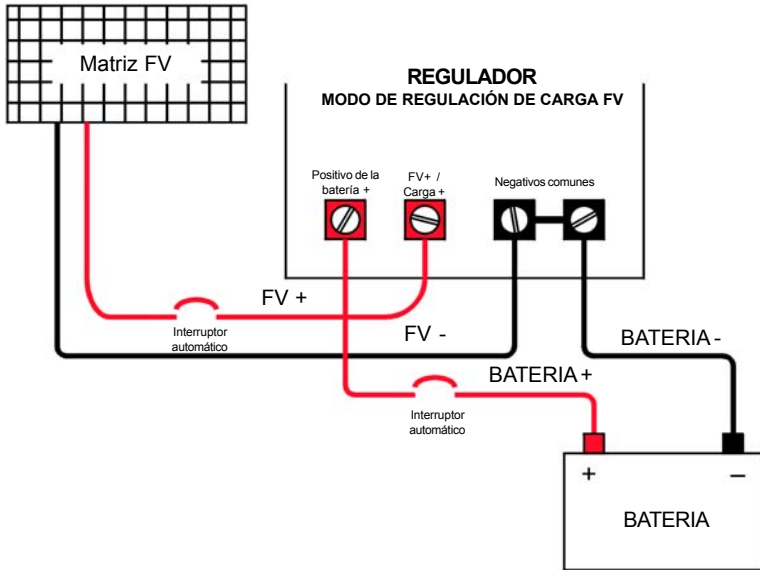 Matriz FV
REGULADOR
MODO DE REGULACIÓN DE CARGA FV
Positivo de la
batería +
FV+ /
Carga +
Negativos comunes
FV +
Interruptor
automático
FV -
BATERIA -
BATERIA +
Interruptor
automático
+
–
BATERIA